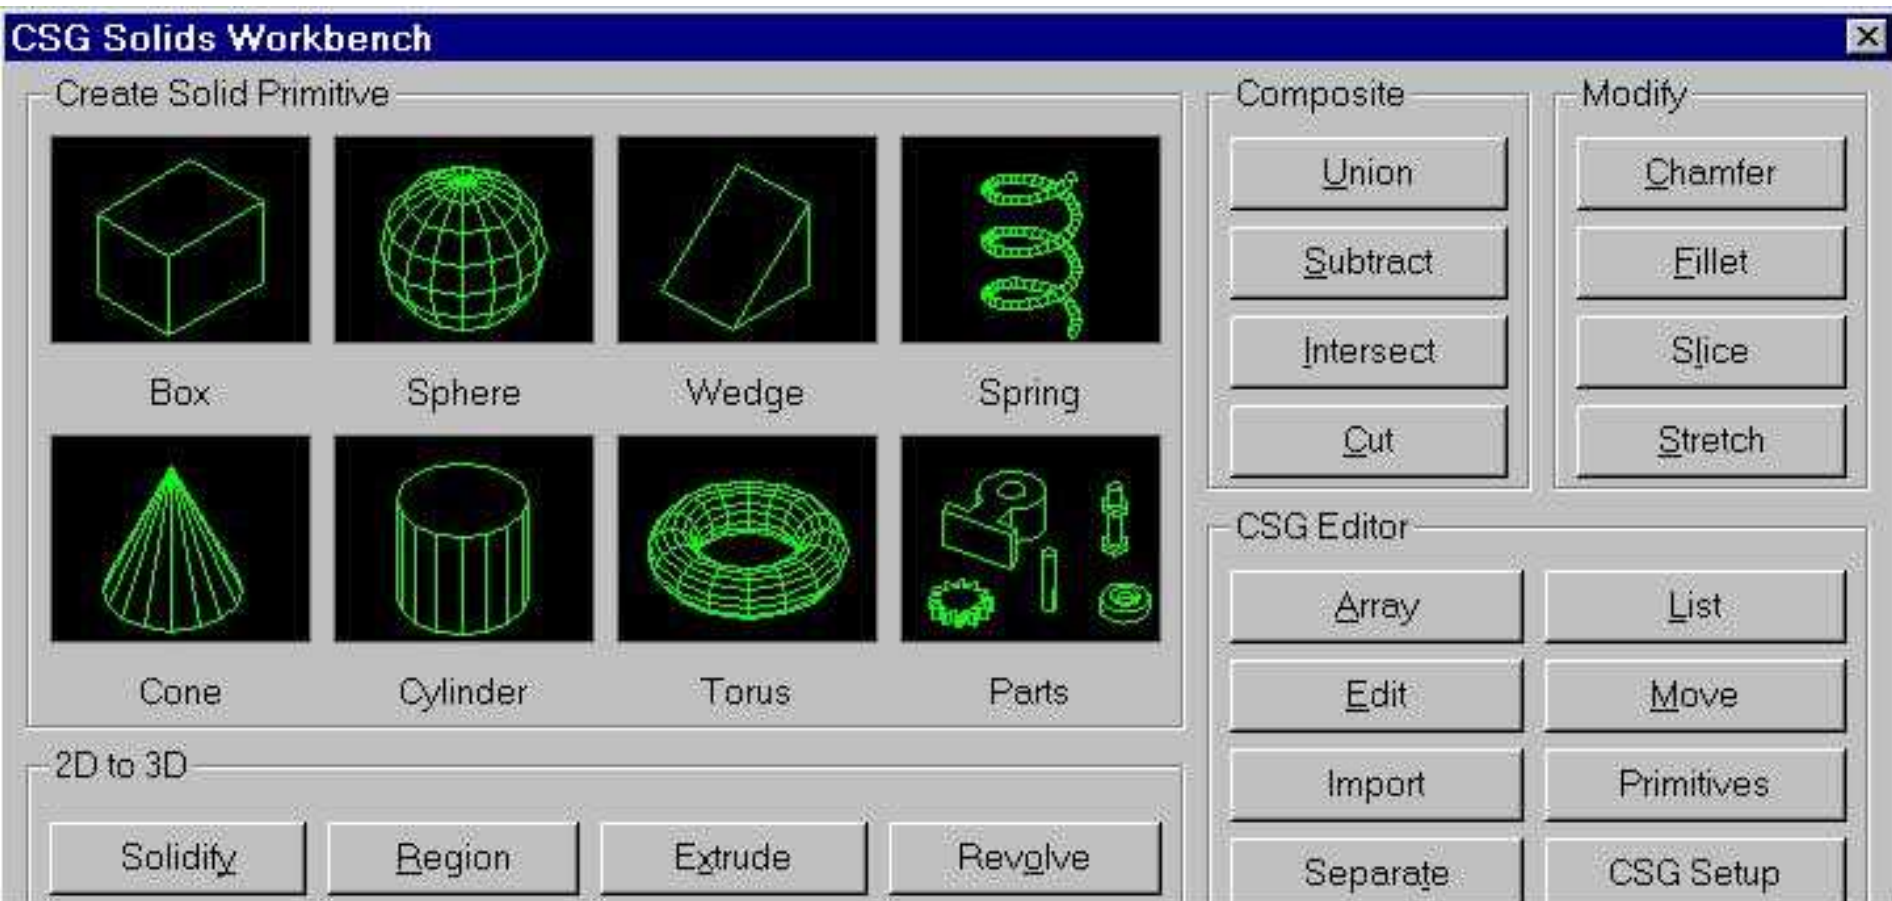 CSG Solids Workbench
Create Solid Primitive
Box Sphere Wedge Spring
Cone Cylinder Torus Parts
2D to 3D
Solidify Region Extrude Revolve
Composite
Union
Subtract
Intersect
Cut
Modify
Chamfer
Fillet
Slice
Stretch
CSG Editor
Array List
Edit Move
Import Primitives
Separate CSG Setup